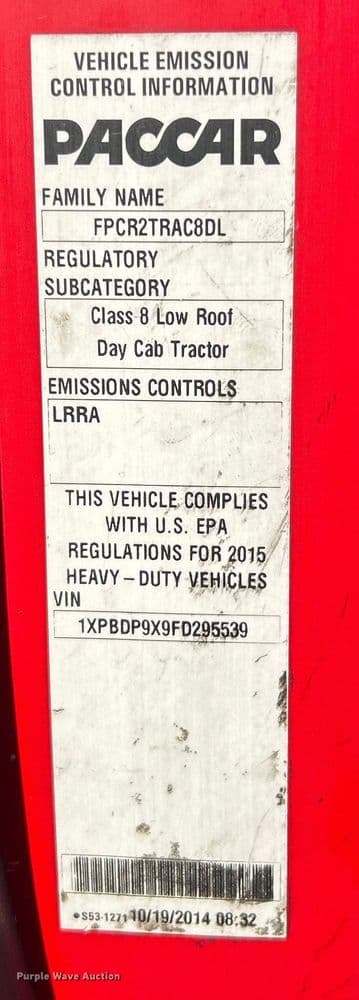 VEHICLE EMISSION
CONTROL INFORMATION
PACCAR
FAMILY NAME
FPCR2TRAC8DL
REGULATORY
SUBCATEGORY
Class 8 Low Roof
Day Cab Tractor
EMISSIONS CONTROLS
LRRA
THIS VEHICLE COMPLIES
WITH U.S. EPA
REGULATIONS FOR 2015
HEAVY – DUTY VEHICLES
VIN
1XPBDP9X9FD295539
•S53-1271 10/19/2014 08:32
Purple Wave Auction